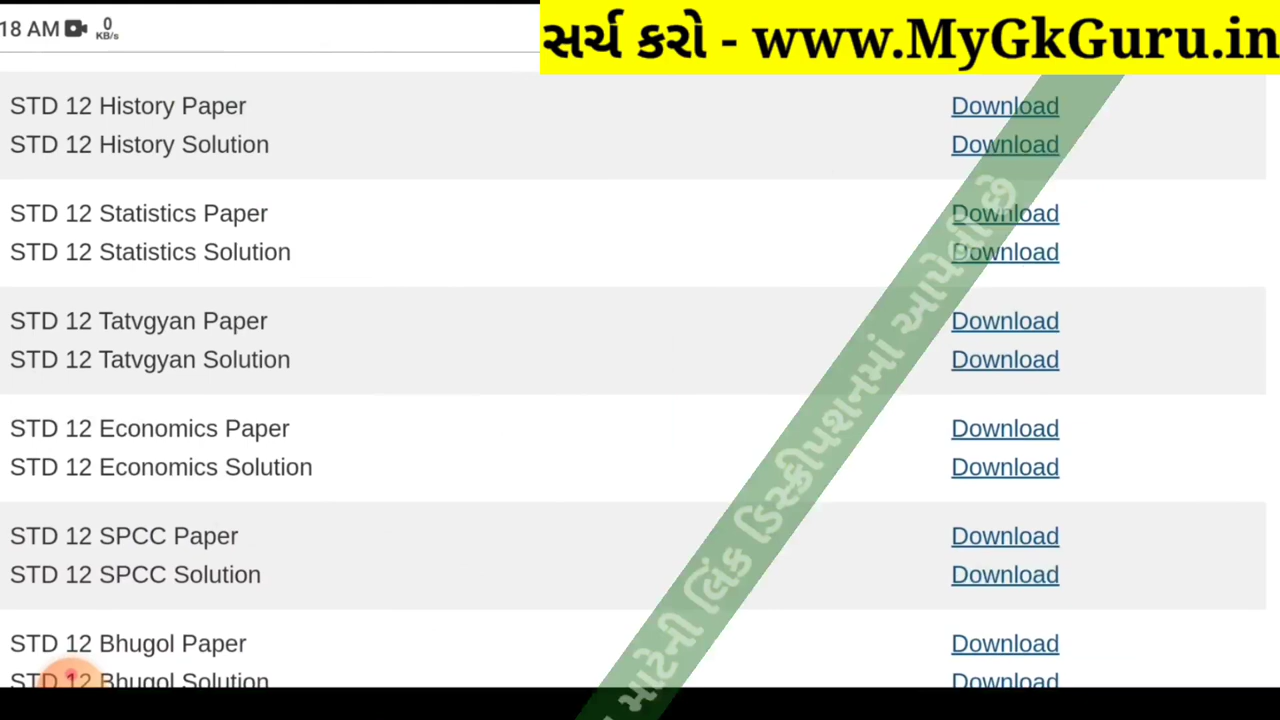 18 AM 0 KB/s
સર્ચ કરો - www.MyGkGuru.in
STD 12 History Paper Download
STD 12 History Solution Download
STD 12 Statistics Paper Download
STD 12 Statistics Solution Download
STD 12 Tatvgyan Paper Download
STD 12 Tatvgyan Solution Download
STD 12 Economics Paper Download
STD 12 Economics Solution Download
STD 12 SPCC Paper Download
STD 12 SPCC Solution Download
STD 12 Bhugol Paper Download
STD 12 Bhugol Solution Download
માટેની લિંક ડિસ્ક્રીપશનમાં આપેલી છે